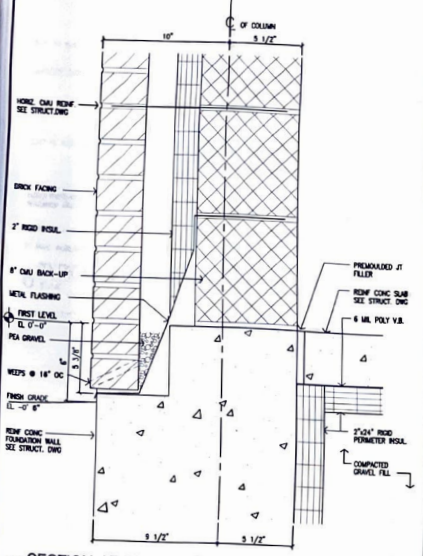 ℄ OF COLUMN
10"
5 1/2"
HORIZ. CMU REINF
SEE STRUCT.DWG
BRICK FACING
2" RIGID INSUL.
8" CMU BACK-UP
METAL FLASHING
FIRST LEVEL
EL 0'-0"
PEA GRAVEL
WEEPS @ 16" OC
FINISH GRADE
EL -0' 6"
REINF CONC
FOUNDATION WALL
SEE STRUCT. DWG
6"
5 3/8"
PREMOULDED JT
FILLER
REINF CONC SLAB
SEE STRUCT DWG
6 MIL POLY V.B.
2"x24" RIGID
PERIMETER INSUL
COMPACTED
GRAVEL FILL
9 1/2"
5 1/2"